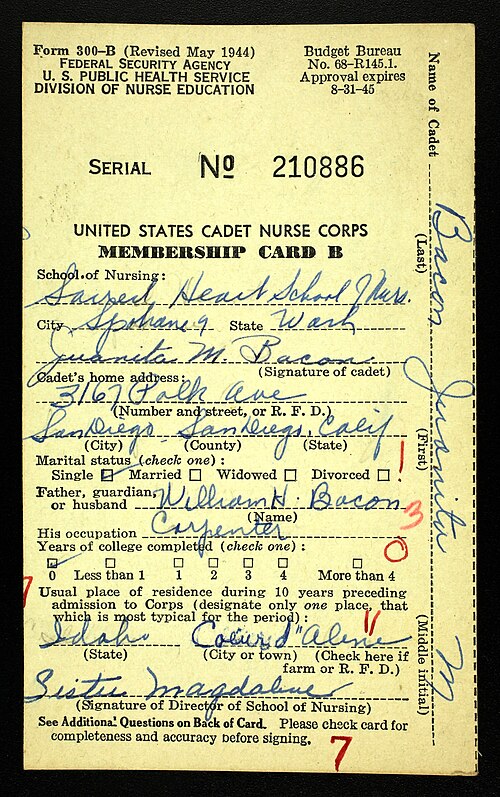 Form 300–B (Revised May 1944)
Federal Security Agency
U. S. PUBLIC HEALTH SERVICE
DIVISION OF NURSE EDUCATION
Budget Bureau
No. 68–R145.1.
Approval expires
8-31-45
Serial Nº 210886
UNITED STATES CADET NURSE CORPS
MEMBERSHIP CARD B
School of Nursing:
Sacred Heart School Nurs.
City Spokane 9 State Wash
Juanita M. Bacon
(Signature of cadet)
Cadet's home address:
3167 Polk Ave
(Number and street, or R. F. D.)
San Diego San Diego, Calif
(City) (County) (State)
Marital status (check one):
Single Married Widowed Divorced
1
Father, guardian,
or husband William H. Bacon
(Name)
3
His occupation Carpenter
Years of college completed (check one):
0
0 Less than 1 1 2 3 4 More than 4
7
Usual place of residence during 10 years preceding
admission to Corps (designate only one place, that
which is most typical for the period):
11
Idaho Coeur d'Alene
(State) (City or town) (Check here if
farm or R. F. D.)
Sister Magdalene
(Signature of Director of School of Nursing)
See Additional Questions on Back of Card. Please check card for
completeness and accuracy before signing.
7
Name of Cadet Bacon Juanita M
(Last) (First) (Middle initial)